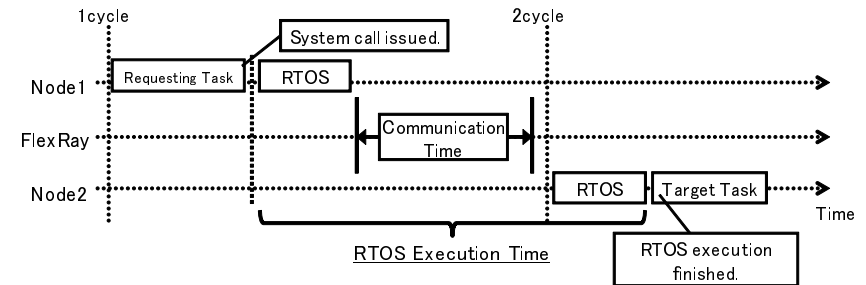 1cycle
2cycle
System call issued.
Requesting Task
RTOS
Node1
Communication
Time
FlexRay
RTOS
Target Task
Node2
Time
RTOS Execution Time
RTOS execution
finished.